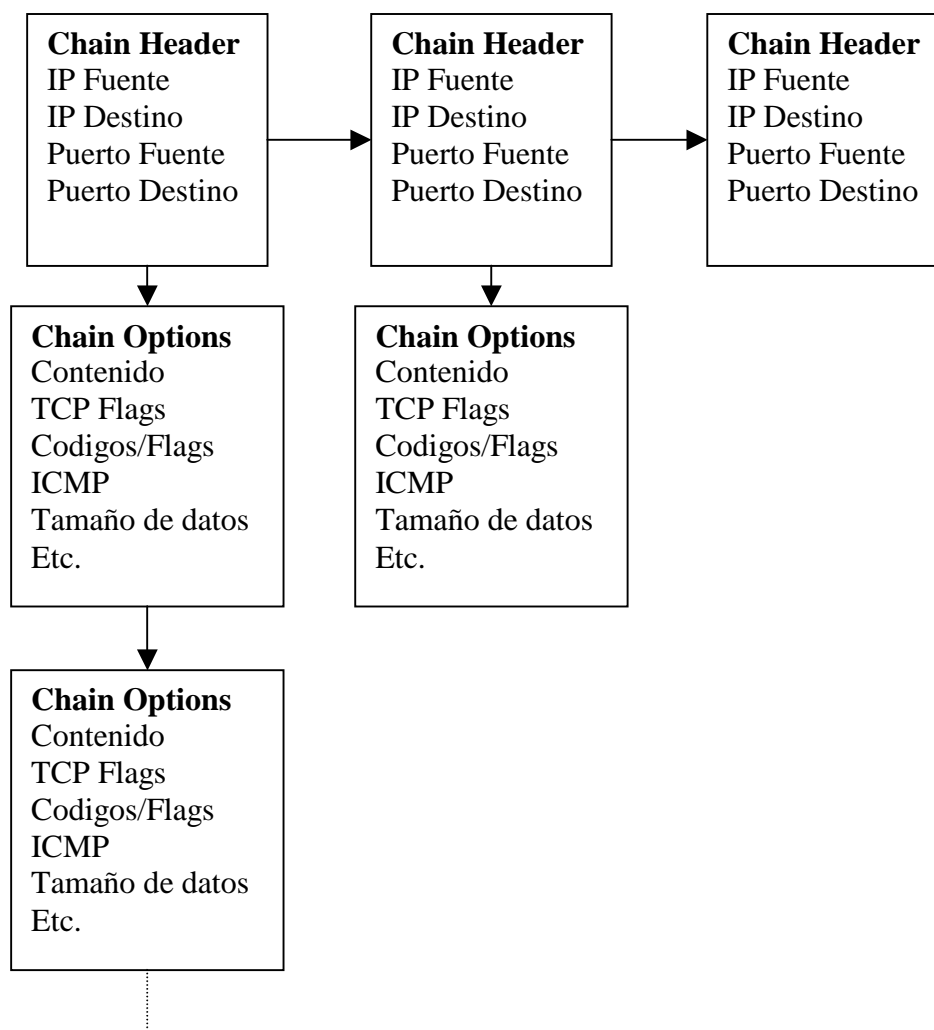 Chain Header
IP Fuente
IP Destino
Puerto Fuente
Puerto Destino
Chain Header
IP Fuente
IP Destino
Puerto Fuente
Puerto Destino
Chain Header
IP Fuente
IP Destino
Puerto Fuente
Puerto Destino
Chain Options
Contenido
TCP Flags
Codigos/Flags
ICMP
Tamaño de datos
Etc.
Chain Options
Contenido
TCP Flags
Codigos/Flags
ICMP
Tamaño de datos
Etc.
Chain Options
Contenido
TCP Flags
Codigos/Flags
ICMP
Tamaño de datos
Etc.